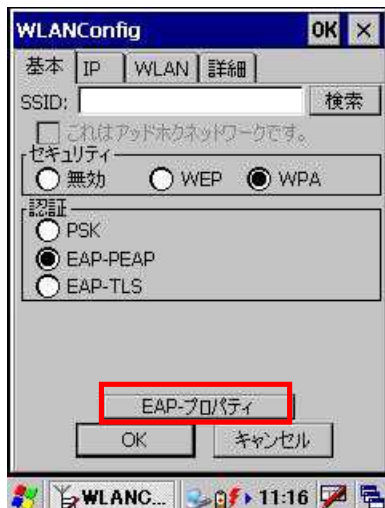 WLANConfig OK ×
基本 IP WLAN 詳細
SSID: 検索
これはアッドホクネットワークです。
セキュリティ
無効 WEP WPA
認証
PSK
EAP-PEAP
EAP-TLS
EAP-プロパティ
OK キャンセル
WLANC... 11:16